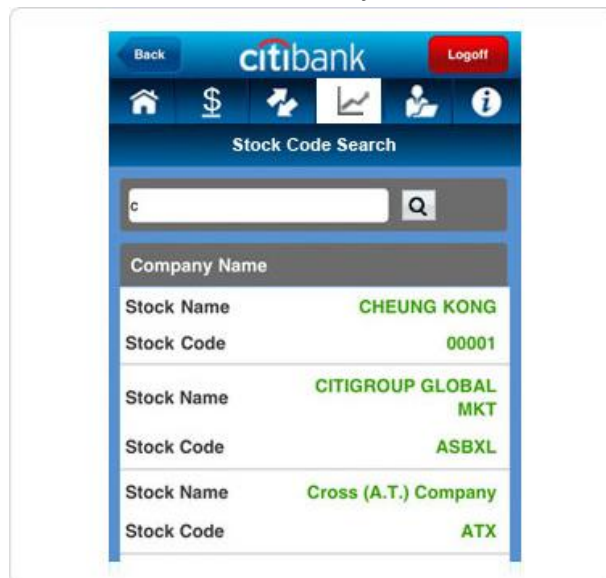 Back citibank Logoff
Stock Code Search
c
Company Name
Stock Name CHEUNG KONG
Stock Code 00001
Stock Name CITIGROUP GLOBAL
MKT
Stock Code ASBXL
Stock Name Cross (A.T.) Company
Stock Code ATX